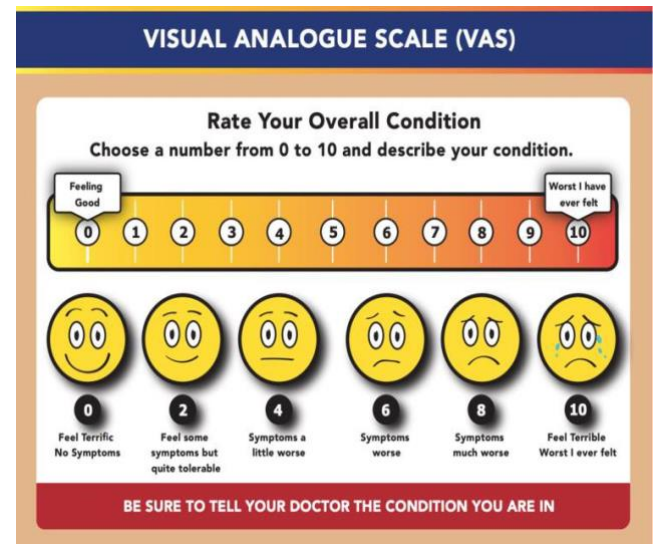 VISUAL ANALOGUE SCALE (VAS)
Rate Your Overall Condition
Choose a number from 0 to 10 and describe your condition.
Feeling
Good
Worst I have
ever felt
0 1 2 3 4 5 6 7 8 9 10
0
Feel Terrific
No Symptoms
2
Feel some
symptoms but
quite tolerable
4
Symptoms a
little worse
6
Symptoms
worse
8
Symptoms
much worse
10
Feel Terrible
Worst I ever felt
BE SURE TO TELL YOUR DOCTOR THE CONDITION YOU ARE IN